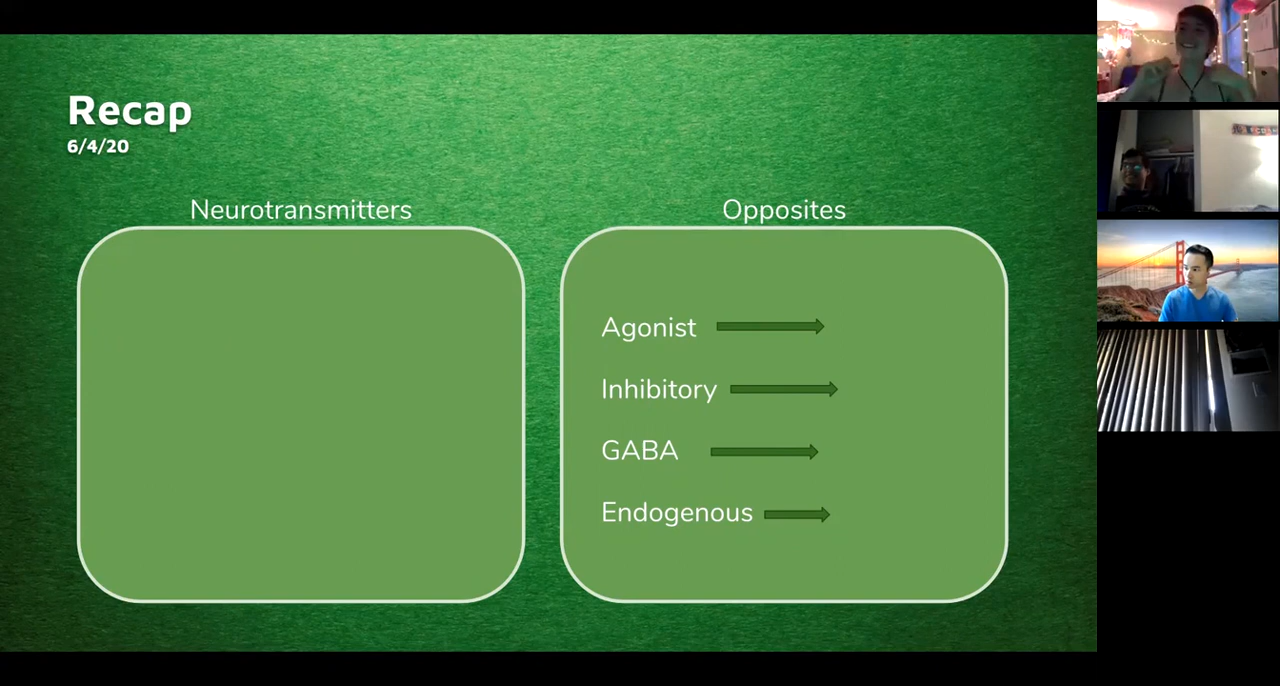 Recap
6/4/20
Neurotransmitters
Opposites
Agonist
Inhibitory
GABA
Endogenous